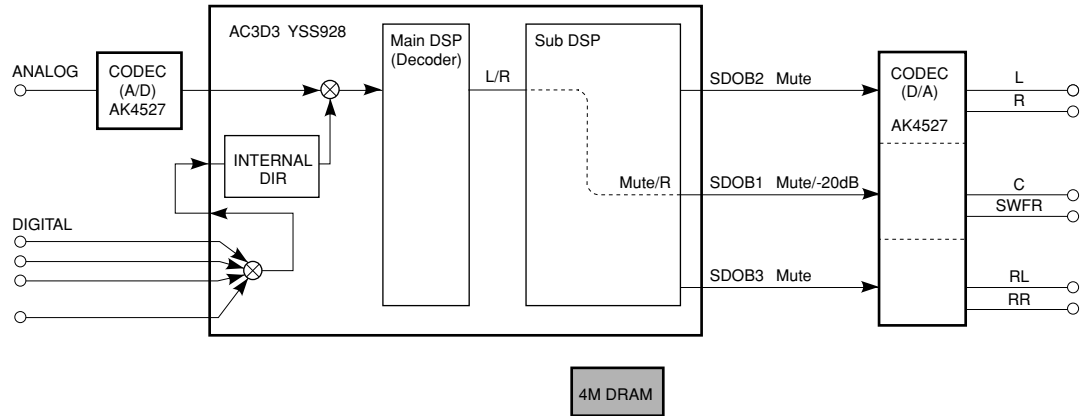 AC3D3 YSS928
ANALOG
CODEC
(A/D)
AK4527
Main DSP
(Decoder)
L/R
Sub DSP
SDOB2 Mute
CODEC
(D/A)
AK4527
L
R
INTERNAL
DIR
Mute/R
SDOB1 Mute/-20dB
C
SWFR
DIGITAL
SDOB3 Mute
RL
RR
4M DRAM